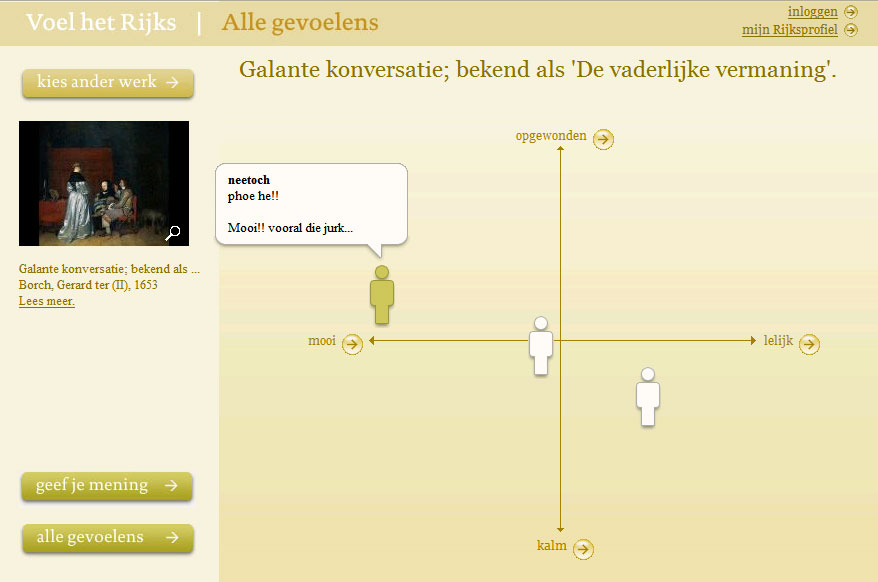 Voel het Rijks | Alle gevoelens
inloggen
mijn Rijksprofiel
kies ander werk
Galante konversatie; bekend als 'De vaderlijke vermaning'.
opgewonden
neetoch
phoe he!!
Mooi!! vooral die jurk...
Galante konversatie; bekend als ...
Borch, Gerard ter (II), 1653
Lees meer.
mooi
lelijk
geef je mening
alle gevoelens
kalm